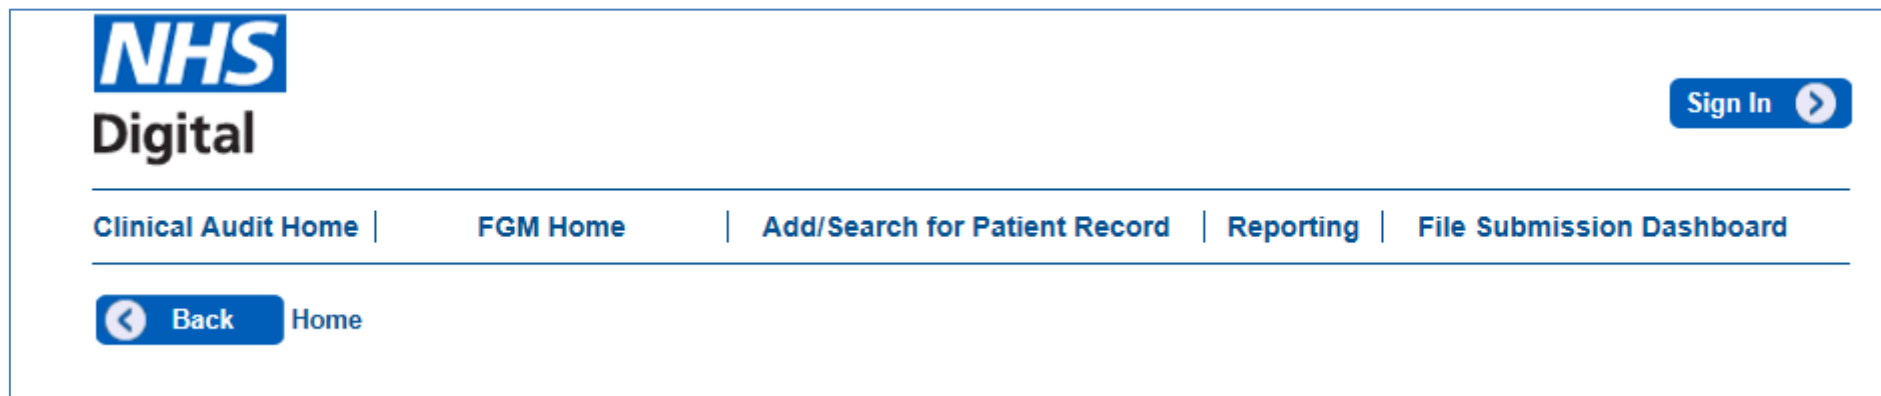 NHS
Digital
Sign In
Clinical Audit Home | FGM Home | Add/Search for Patient Record | Reporting | File Submission Dashboard
Back Home